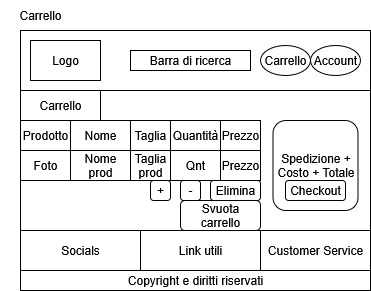 Carrello
Logo
Barra di ricerca
Carrello
Account
Carrello
Prodotto Nome Taglia Quantità Prezzo
Foto Nome prod Taglia prod Qnt Prezzo
+ - Elimina
Svuota
carrello
Spedizione +
Costo + Totale
Checkout
Socials Link utili Customer Service
Copyright e diritti riservati